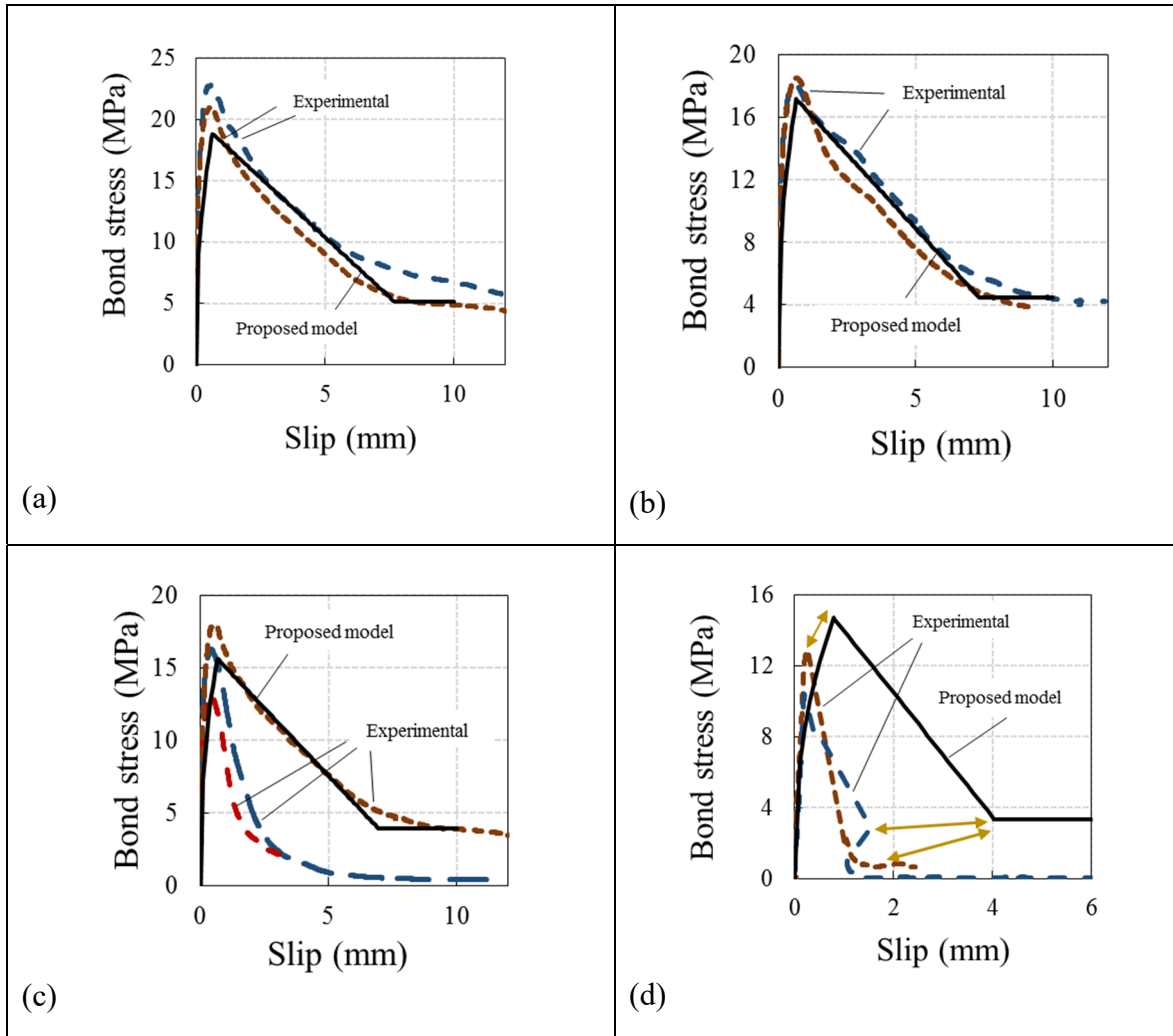 25
20
15
10
5
0
Bond stress (MPa)
Experimental
Proposed model
0
5
10
Slip (mm)
(a)
20
16
12
8
4
0
Bond stress (MPa)
Experimental
Proposed model
0
5
10
Slip (mm)
(b)
20
15
10
5
0
Bond stress (MPa)
Proposed model
Experimental
0
5
10
Slip (mm)
(c)
16
12
8
4
0
Bond stress (MPa)
Experimental
Proposed model
0
2
4
6
Slip (mm)
(d)